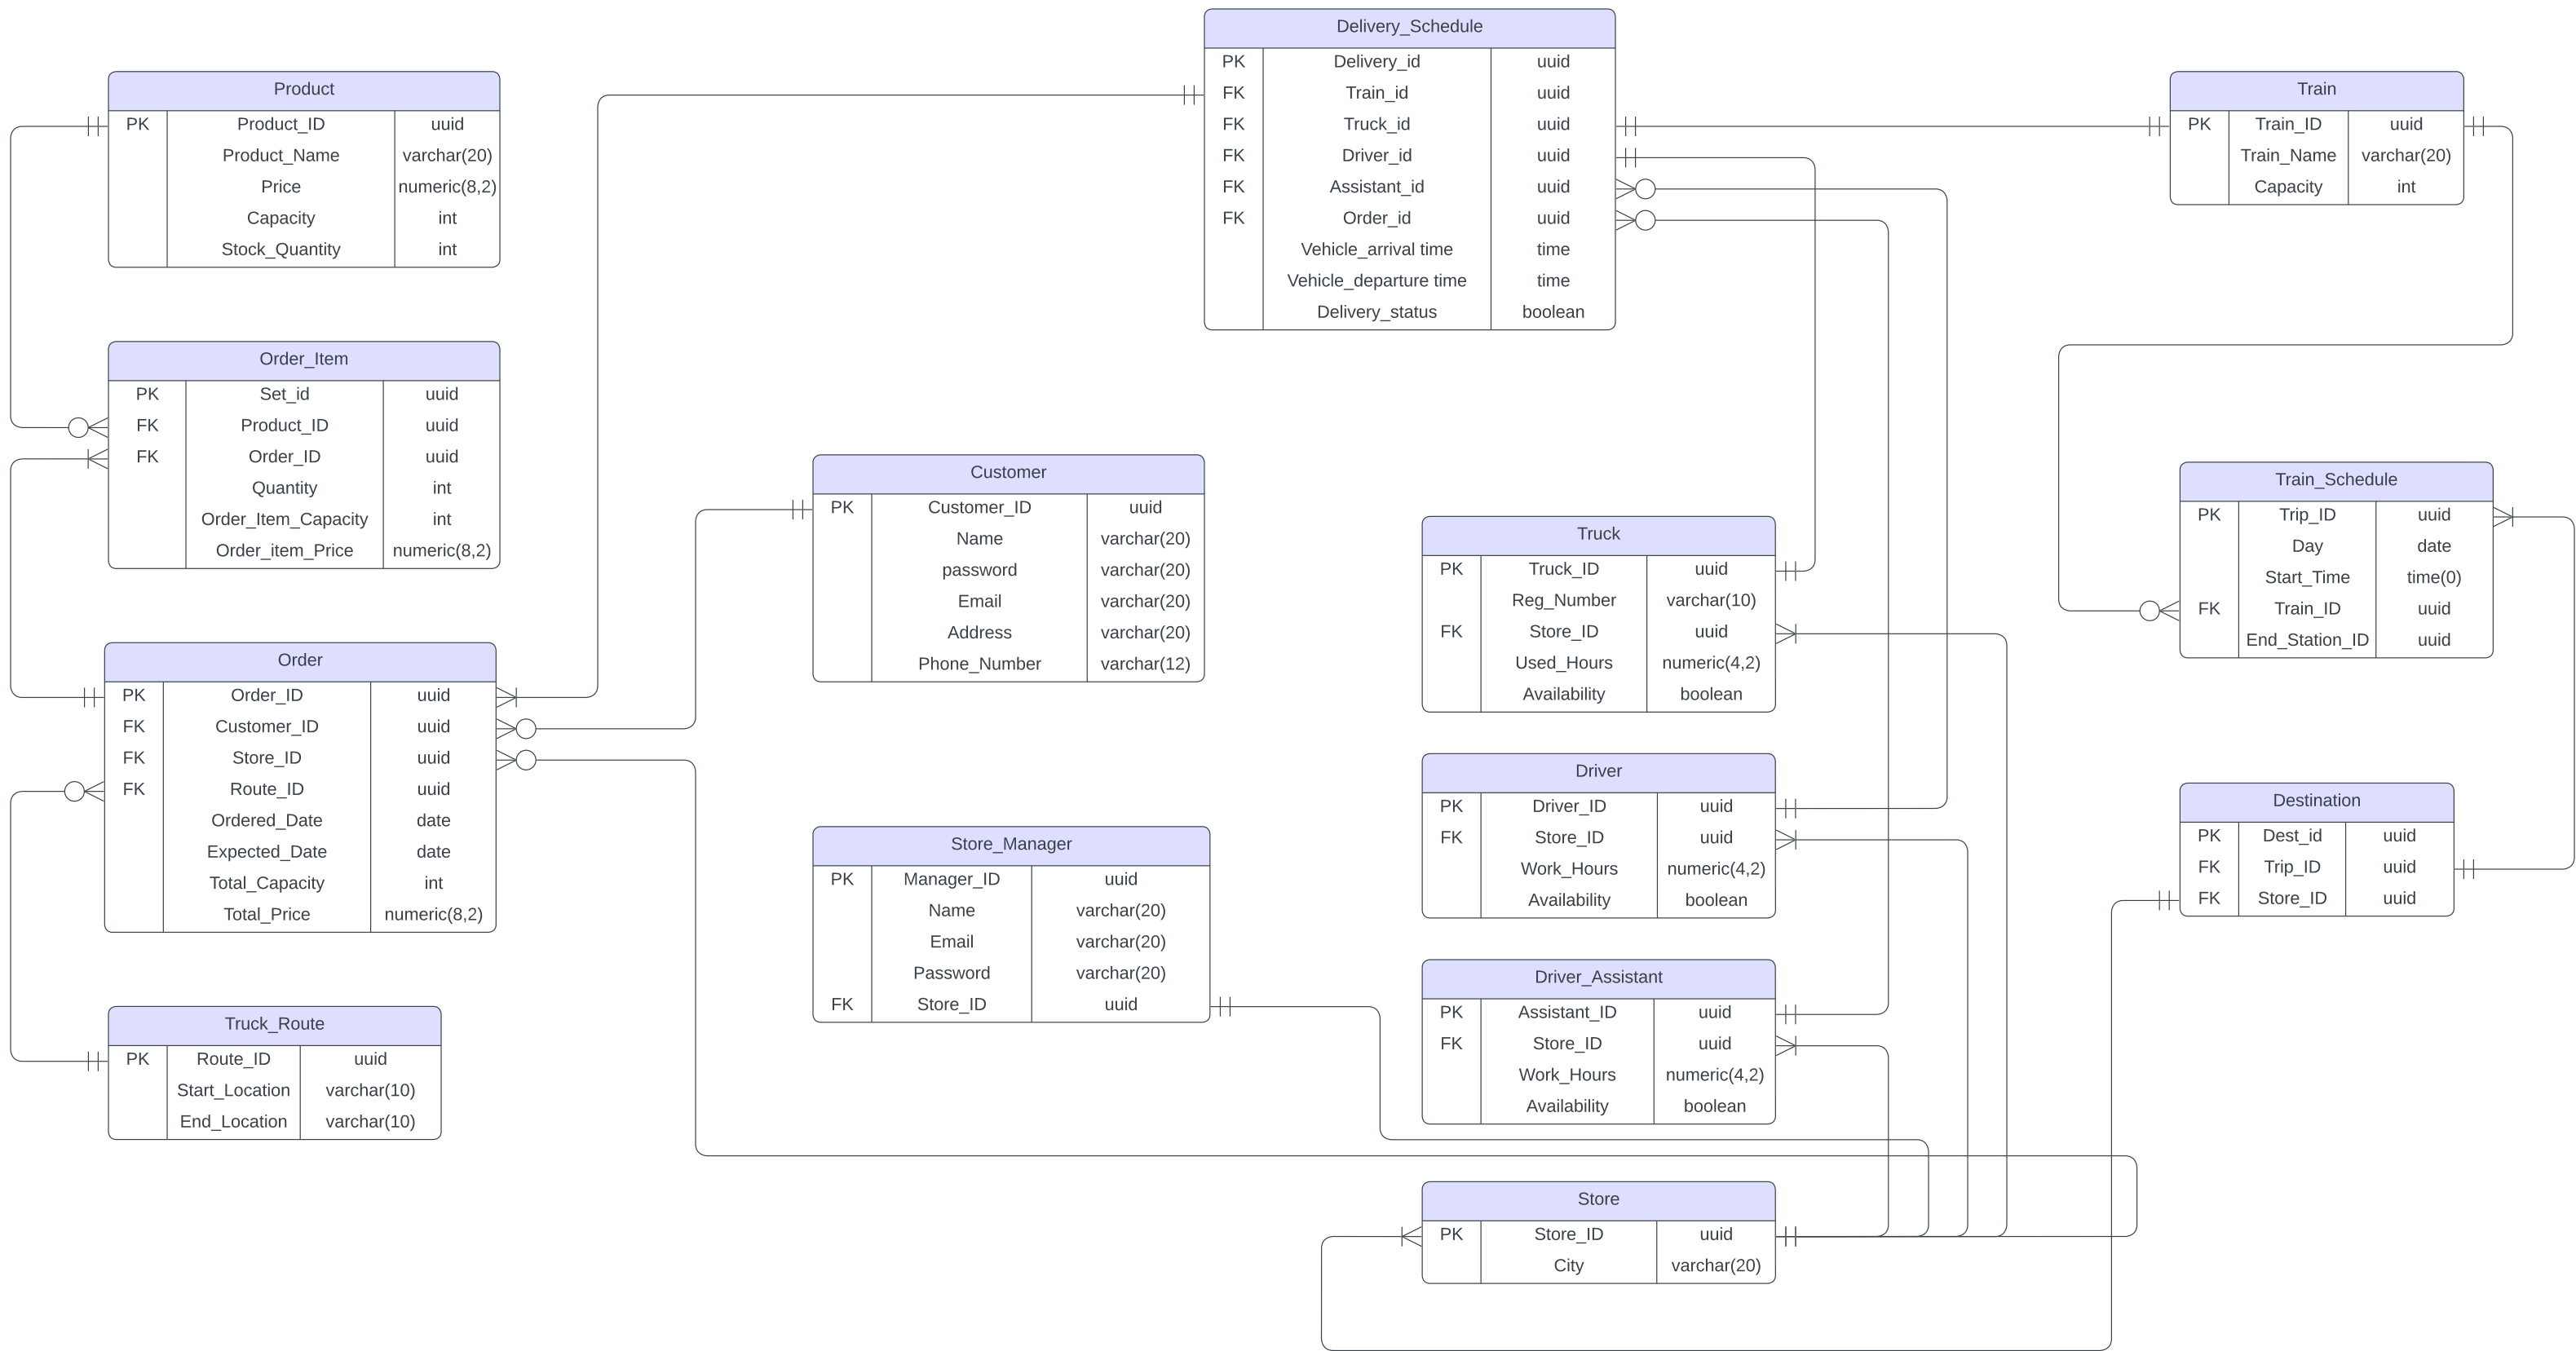 Delivery_Schedule
PK Delivery_id uuid
FK Train_id uuid
FK Truck_id uuid
FK Driver_id uuid
FK Assistant_id uuid
FK Order_id uuid
Vehicle_arrival time time
Vehicle_departure time time
Delivery_status boolean
Product
PK Product_ID uuid
Product_Name varchar(20)
Price numeric(8,2)
Capacity int
Stock_Quantity int
Train
PK Train_ID uuid
Train_Name varchar(20)
Capacity int
Order_Item
PK Set_id uuid
FK Product_ID uuid
FK Order_ID uuid
Quantity int
Order_Item_Capacity int
Order_item_Price numeric(8,2)
Customer
PK Customer_ID uuid
Name varchar(20)
password varchar(20)
Email varchar(20)
Address varchar(20)
Phone_Number varchar(12)
Truck
PK Truck_ID uuid
Reg_Number varchar(10)
FK Store_ID uuid
Used_Hours numeric(4,2)
Availability boolean
Train_Schedule
PK Trip_ID uuid
Day date
Start_Time time(0)
FK Train_ID uuid
End_Station_ID uuid
Order
PK Order_ID uuid
FK Customer_ID uuid
FK Store_ID uuid
FK Route_ID uuid
Ordered_Date date
Expected_Date date
Total_Capacity int
Total_Price numeric(8,2)
Store_Manager
PK Manager_ID uuid
Name varchar(20)
Email varchar(20)
Password varchar(20)
FK Store_ID uuid
Driver
PK Driver_ID uuid
FK Store_ID uuid
Work_Hours numeric(4,2)
Availability boolean
Destination
PK Dest_id uuid
FK Trip_ID uuid
FK Store_ID uuid
Driver_Assistant
PK Assistant_ID uuid
FK Store_ID uuid
Work_Hours numeric(4,2)
Availability boolean
Truck_Route
PK Route_ID uuid
Start_Location varchar(10)
End_Location varchar(10)
Store
PK Store_ID uuid
City varchar(20)